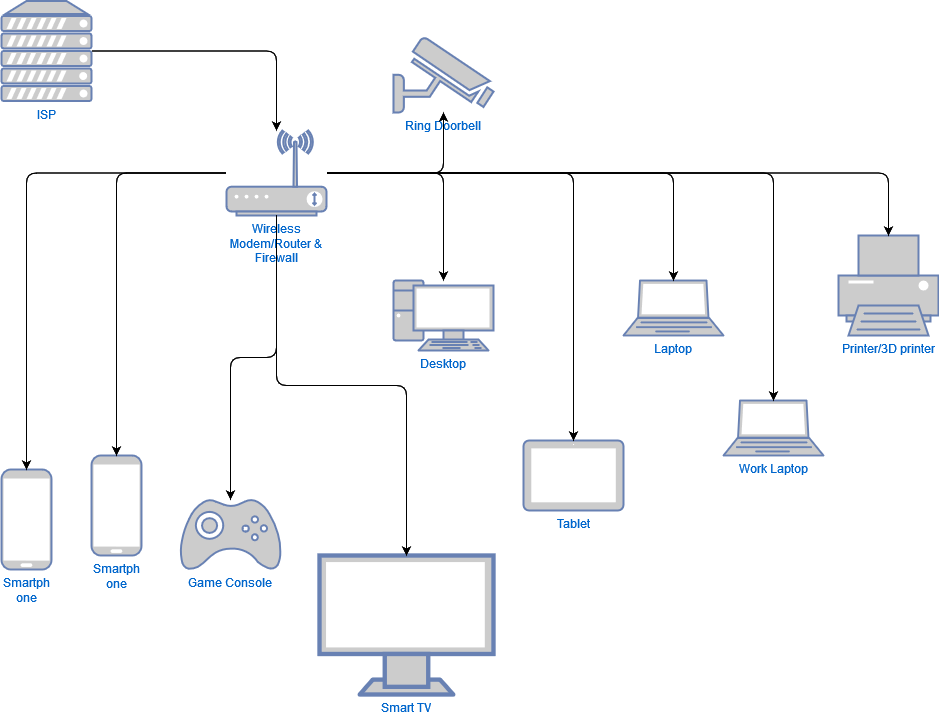 ISP
Ring Doorbell
Wireless
Modem/Router &
Firewall
Desktop
Laptop
Printer/3D printer
Work Laptop
Tablet
Smartph
one
Smartph
one
Game Console
Smart TV